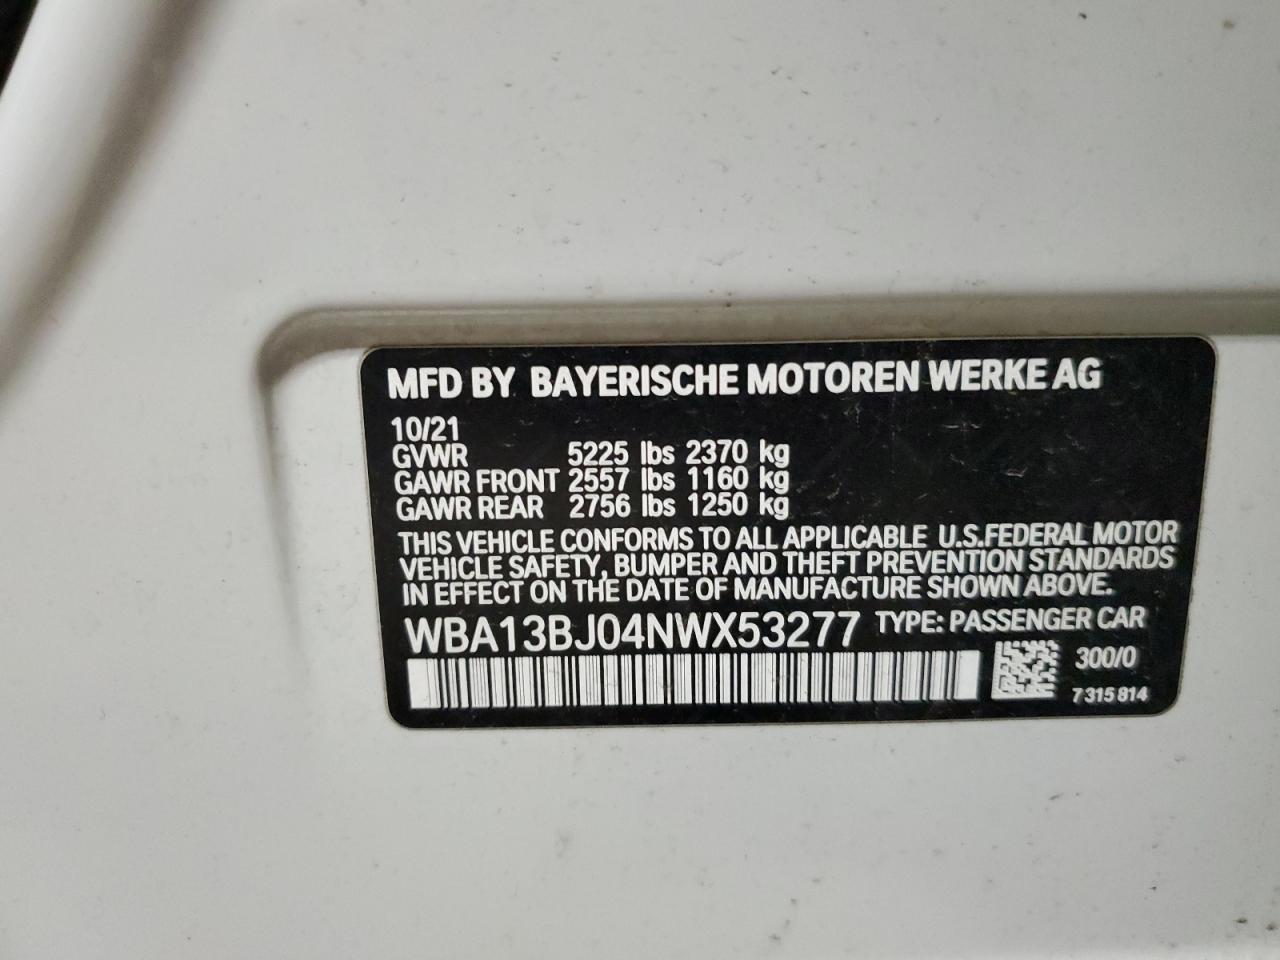 MFD BY BAYERISCHE MOTOREN WERKE AG
10/21
GVWR 5225 lbs 2370 kg
GAWR FRONT 2557 lbs 1160 kg
GAWR REAR 2756 lbs 1250 kg
THIS VEHICLE CONFORMS TO ALL APPLICABLE U.S.FEDERAL MOTOR
VEHICLE SAFETY, BUMPER AND THEFT PREVENTION STANDARDS
IN EFFECT ON THE DATE OF MANUFACTURE SHOWN ABOVE.
WBA13BJ04NWX53277 TYPE: PASSENGER CAR
300/0
7 315 814